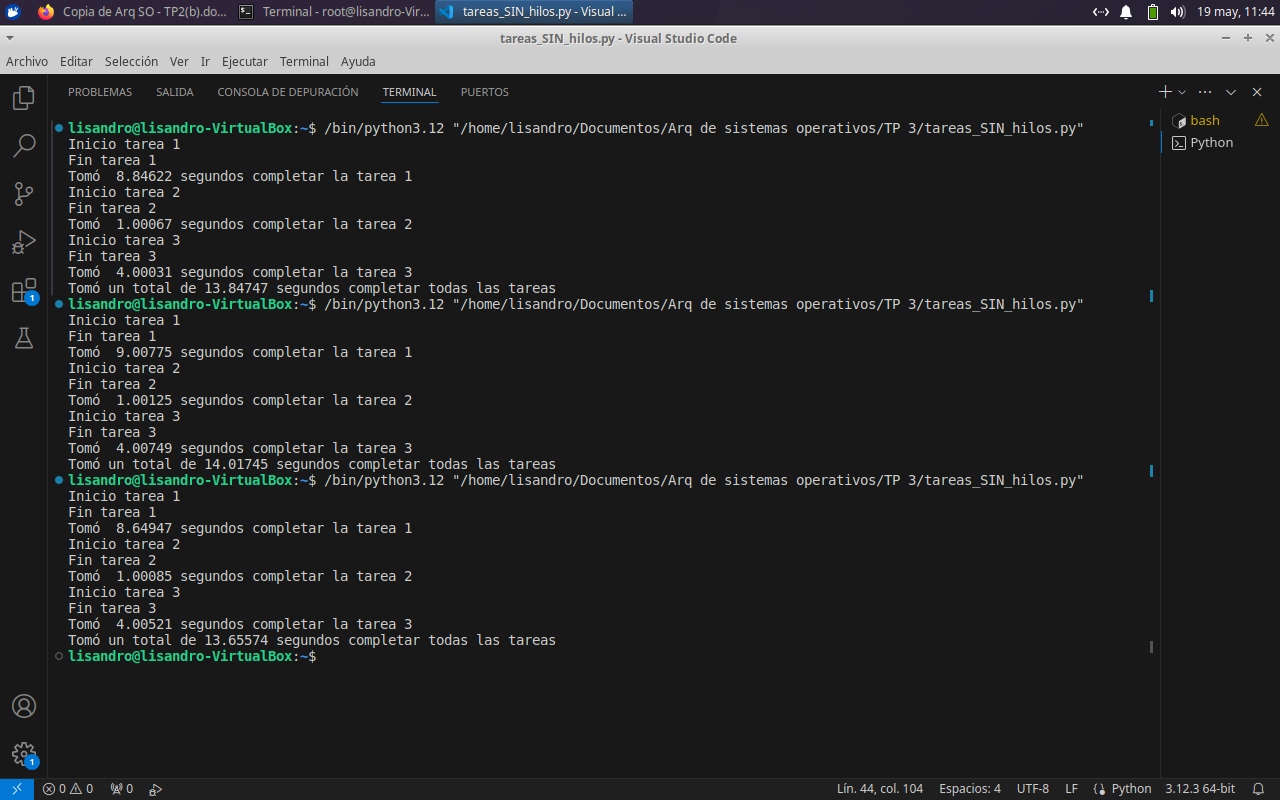 Copia de Arq SO - TP2(b).do...
Terminal - root@lisandro-Vir...
tareas_SIN_hilos.py - Visual ...
19 may, 11:44
tareas_SIN_hilos.py - Visual Studio Code
Archivo Editar Selección Ver Ir Ejecutar Terminal Ayuda
PROBLEMAS SALIDA CONSOLA DE DEPURACIÓN TERMINAL PUERTOS
lisandro@lisandro-VirtualBox:~$ /bin/python3.12 "/home/lisandro/Documentos/Arq de sistemas operativos/TP 3/tareas_SIN_hilos.py"
Inicio tarea 1
Fin tarea 1
Tomó  8.84622 segundos completar la tarea 1
Inicio tarea 2
Fin tarea 2
Tomó  1.00067 segundos completar la tarea 2
Inicio tarea 3
Fin tarea 3
Tomó  4.00031 segundos completar la tarea 3
Tomó un total de 13.84747 segundos completar todas las tareas
lisandro@lisandro-VirtualBox:~$ /bin/python3.12 "/home/lisandro/Documentos/Arq de sistemas operativos/TP 3/tareas_SIN_hilos.py"
Inicio tarea 1
Fin tarea 1
Tomó  9.00775 segundos completar la tarea 1
Inicio tarea 2
Fin tarea 2
Tomó  1.00125 segundos completar la tarea 2
Inicio tarea 3
Fin tarea 3
Tomó  4.00749 segundos completar la tarea 3
Tomó un total de 14.01745 segundos completar todas las tareas
lisandro@lisandro-VirtualBox:~$ /bin/python3.12 "/home/lisandro/Documentos/Arq de sistemas operativos/TP 3/tareas_SIN_hilos.py"
Inicio tarea 1
Fin tarea 1
Tomó  8.64947 segundos completar la tarea 1
Inicio tarea 2
Fin tarea 2
Tomó  1.00085 segundos completar la tarea 2
Inicio tarea 3
Fin tarea 3
Tomó  4.00521 segundos completar la tarea 3
Tomó un total de 13.65574 segundos completar todas las tareas
lisandro@lisandro-VirtualBox:~$
bash
Python
1
1
0 0 0 Lín. 44, col. 104 Espacios: 4 UTF-8 LF Python 3.12.3 64-bit